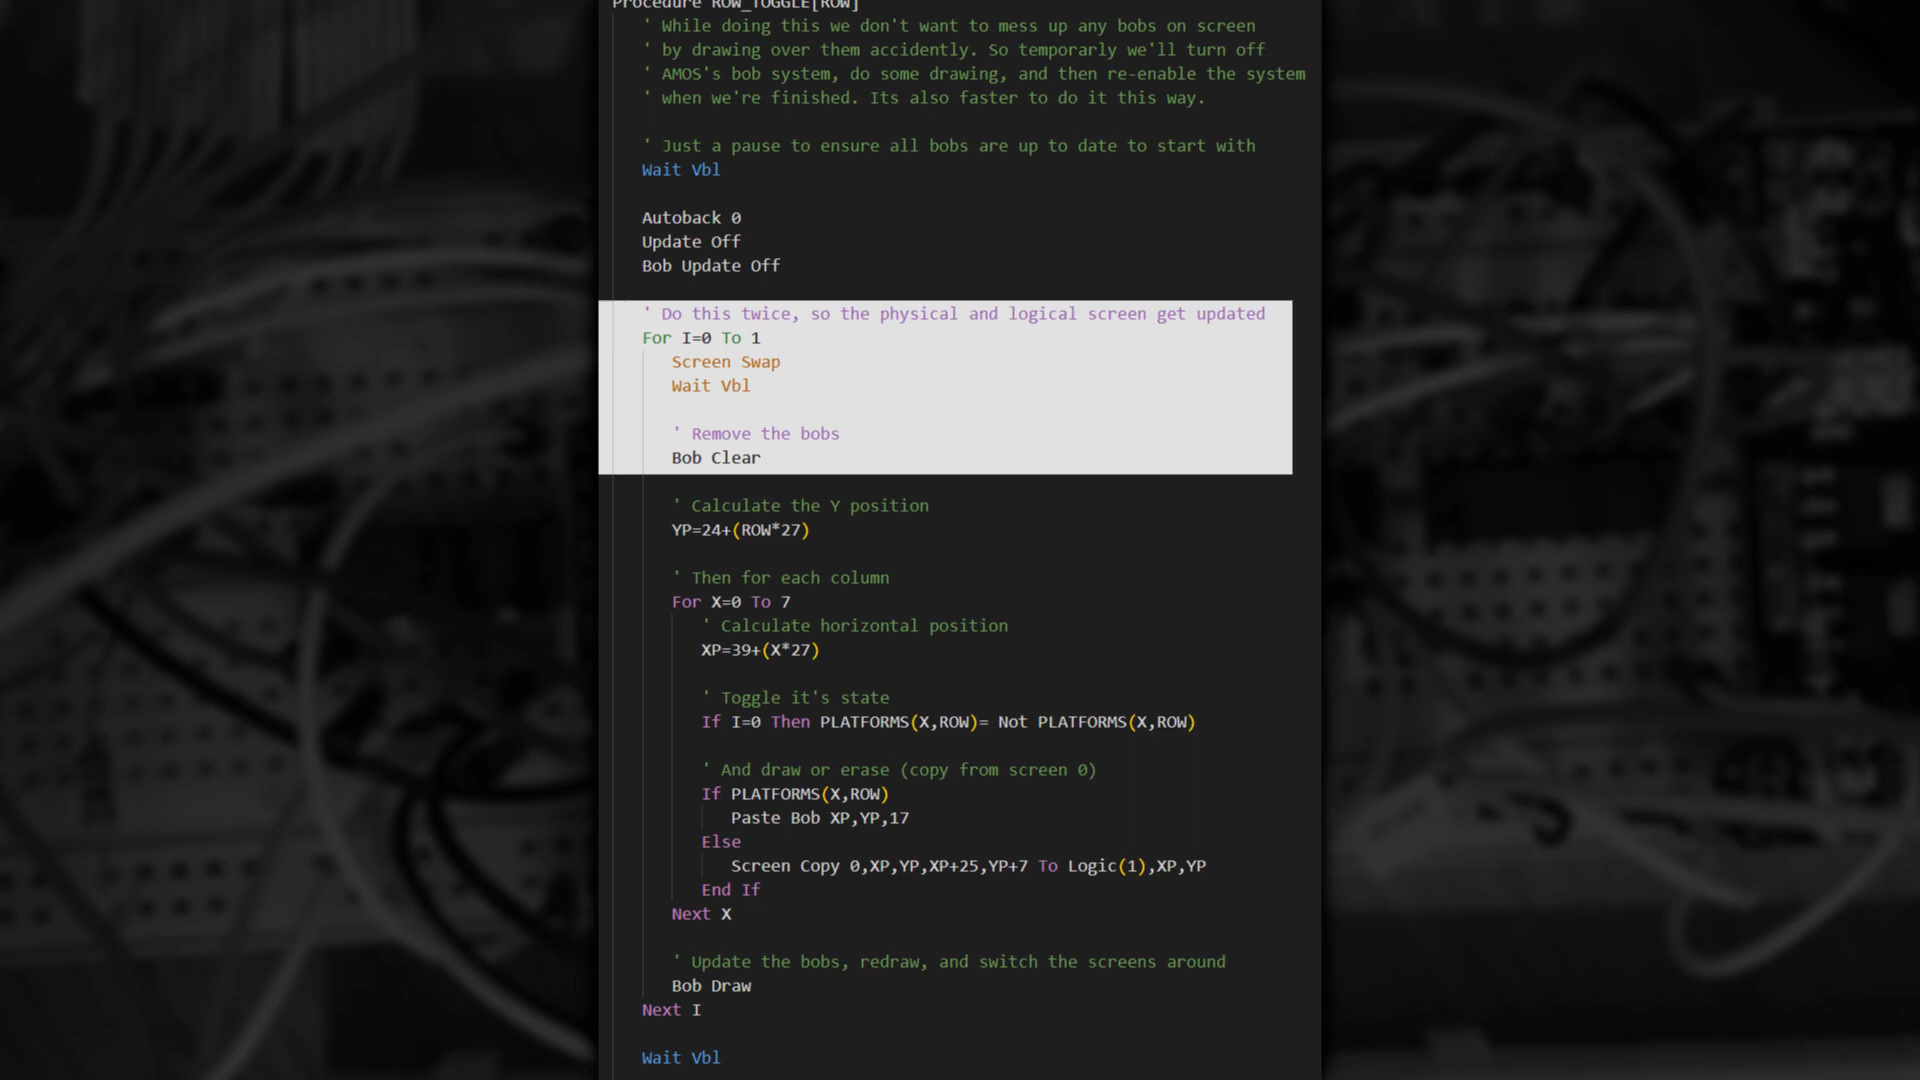 Procedure ROW_TOGGLE[ROW]
' While doing this we don't want to mess up any bobs on screen
' by drawing over them accidently. So temporarly we'll turn off
' AMOS's bob system, do some drawing, and then re-enable the system
' when we're finished. Its also faster to do it this way.
' Just a pause to ensure all bobs are up to date to start with
Wait Vbl
Autoback 0
Update Off
Bob Update Off
' Do this twice, so the physical and logical screen get updated
For I=0 To 1
Screen Swap
Wait Vbl
' Remove the bobs
Bob Clear
' Calculate the Y position
YP=24+(ROW*27)
' Then for each column
For X=0 To 7
' Calculate horizontal position
XP=39+(X*27)
' Toggle it's state
If I=0 Then PLATFORMS(X,ROW)= Not PLATFORMS(X,ROW)
' And draw or erase (copy from screen 0)
If PLATFORMS(X,ROW)
Paste Bob XP,YP,17
Else
Screen Copy 0,XP,YP,XP+25,YP+7 To Logic(1),XP,YP
End If
Next X
' Update the bobs, redraw, and switch the screens around
Bob Draw
Next I
Wait Vbl